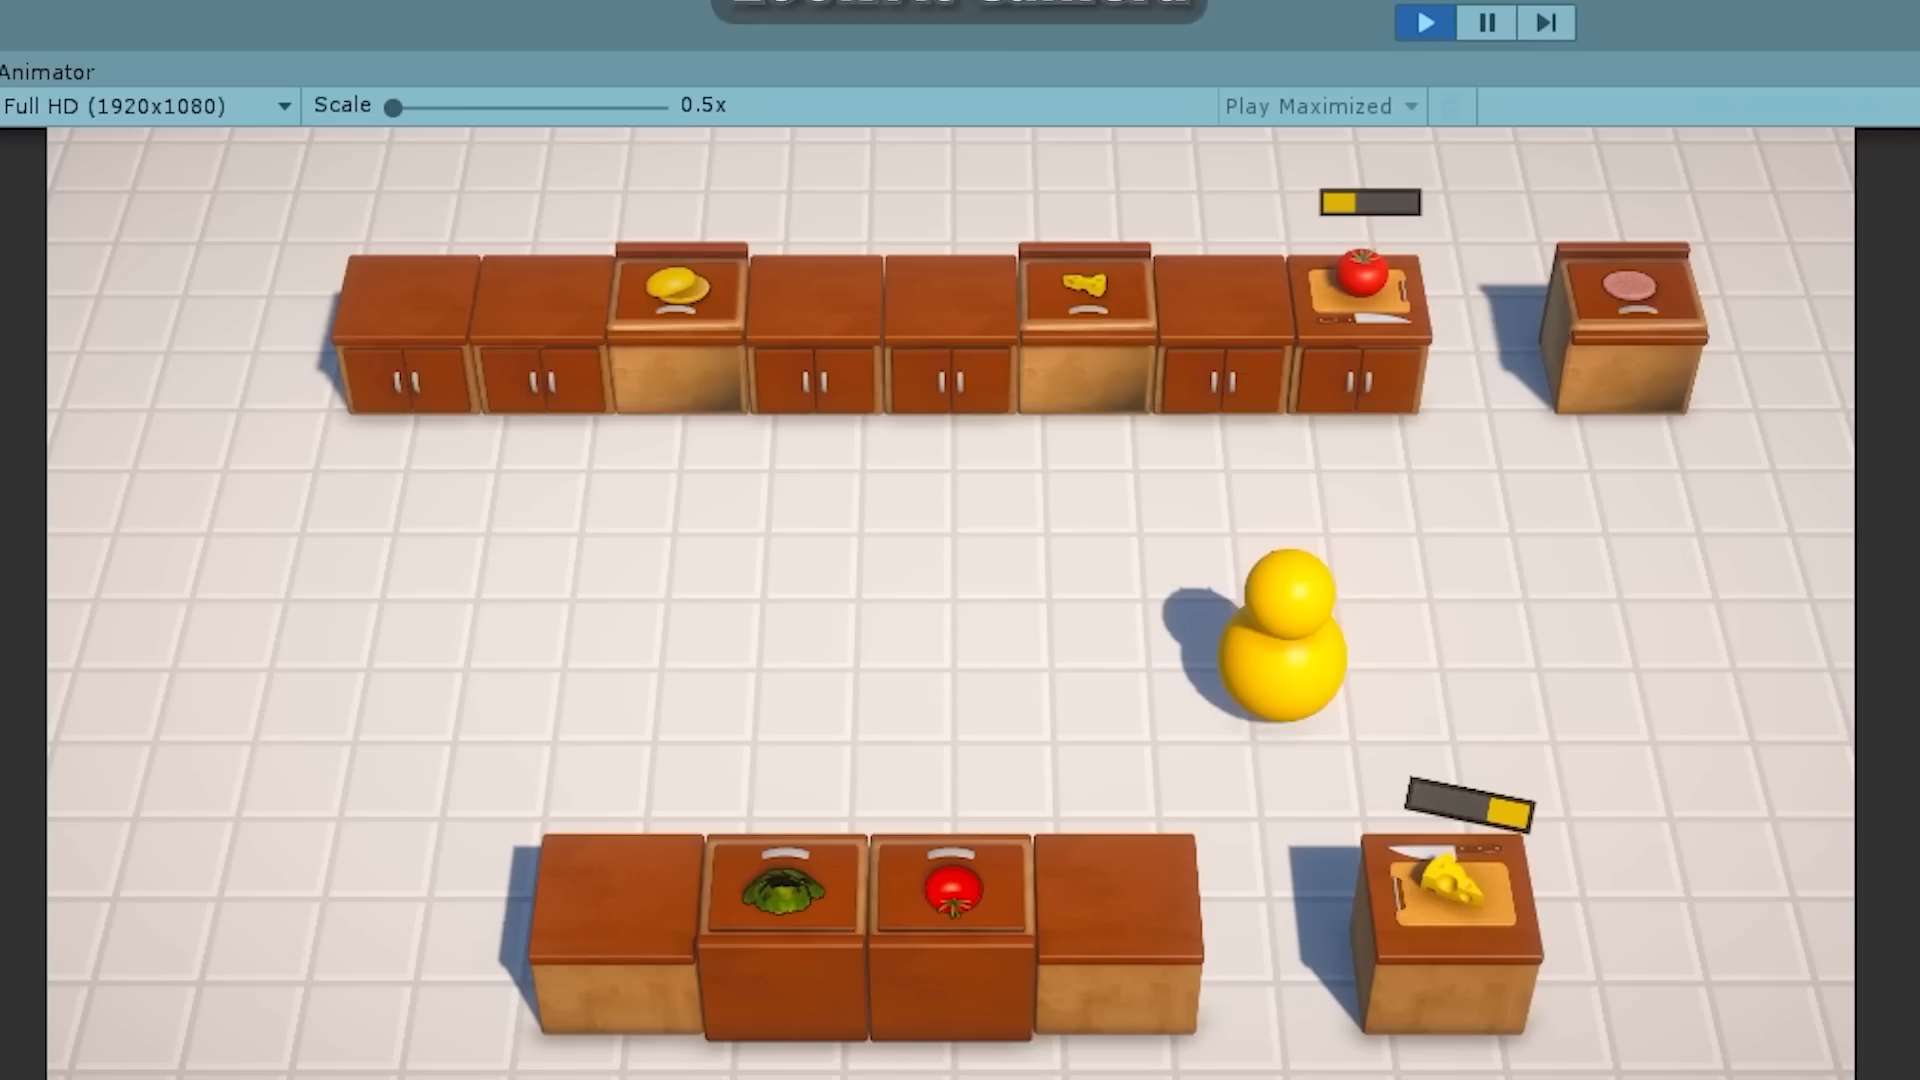 Animator
Full HD (1920x1080)
Scale
0.5x
Play Maximized